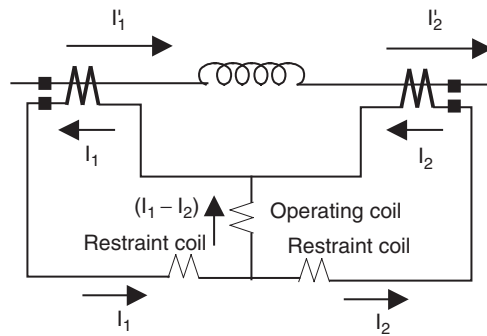 I'₁ I'₂
I₁ I₂
(I₁ – I₂) Operating coil
Restraint coil Restraint coil
I₁ I₂